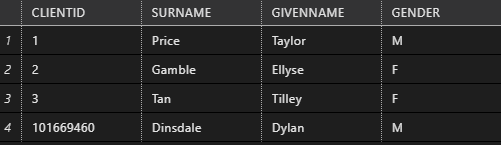 CLIENTID SURNAME GIVENNAME GENDER
1 1 Price Taylor M
2 2 Gamble Ellyse F
3 3 Tan Tilley F
4 101669460 Dinsdale Dylan M